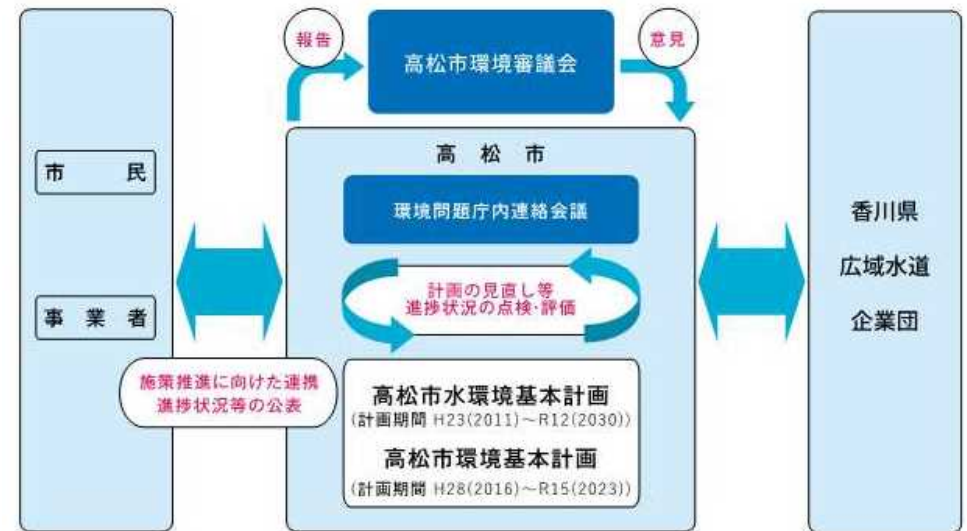 報告
高松市環境審議会
意見
市　　民
事　業　者
高　松　市
環境問題庁内連絡会議
計画の見直し等
進捗状況の点検・評価
施策推進に向けた連携
進捗状況等の公表
高松市水環境基本計画
(計画期間 H23(2011)～R12(2030))
高松市環境基本計画
(計画期間 H28(2016)～R15(2023))
香川県
広域水道
企業団